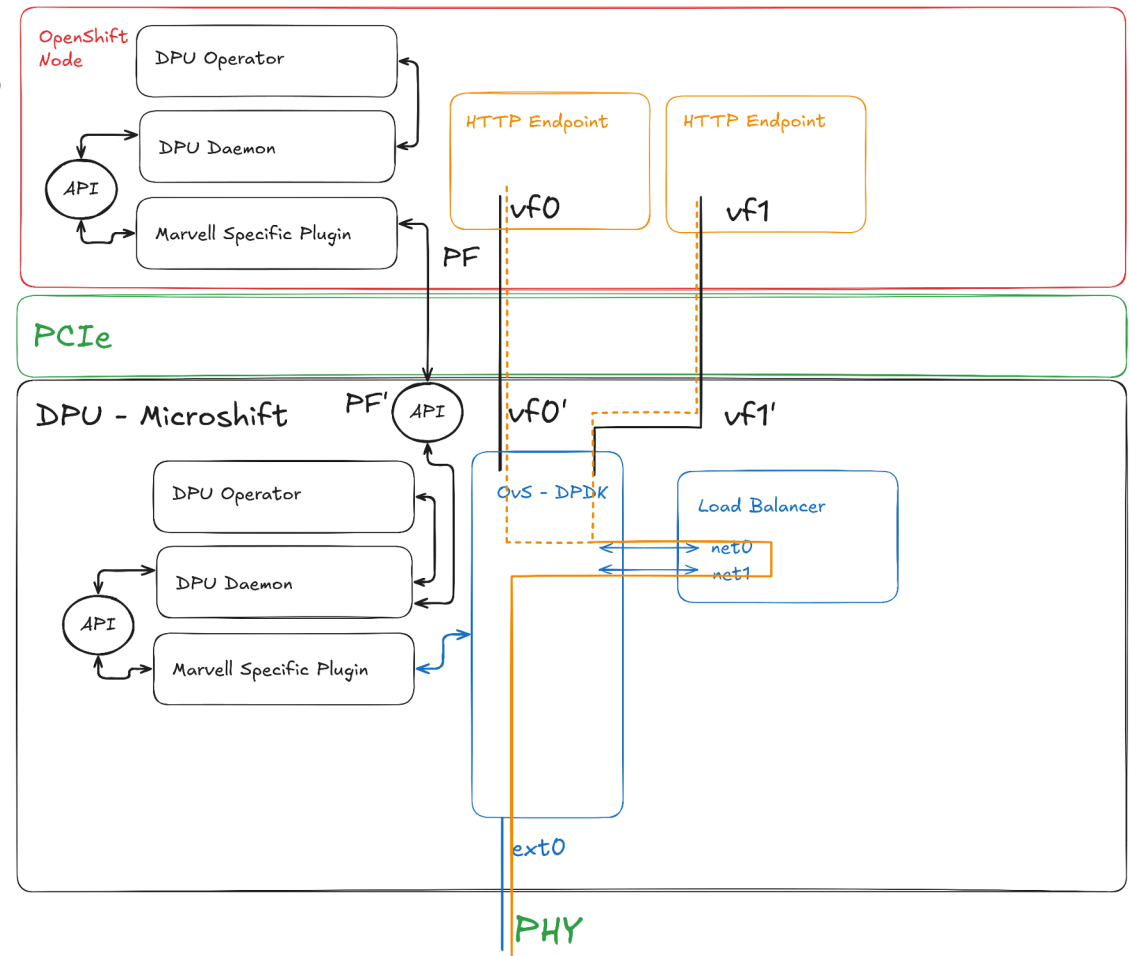 OpenShift
Node
DPU Operator
DPU Daemon
API
Marvell Specific Plugin
HTTP Endpoint
HTTP Endpoint
vf0
vf1
PF
PCIe
DPU - Microshift
PF'
API
vf0'
vf1'
DPU Operator
DPU Daemon
API
Marvell Specific Plugin
OvS - DPDK
Load Balancer
net0
net1
ext0
PHY